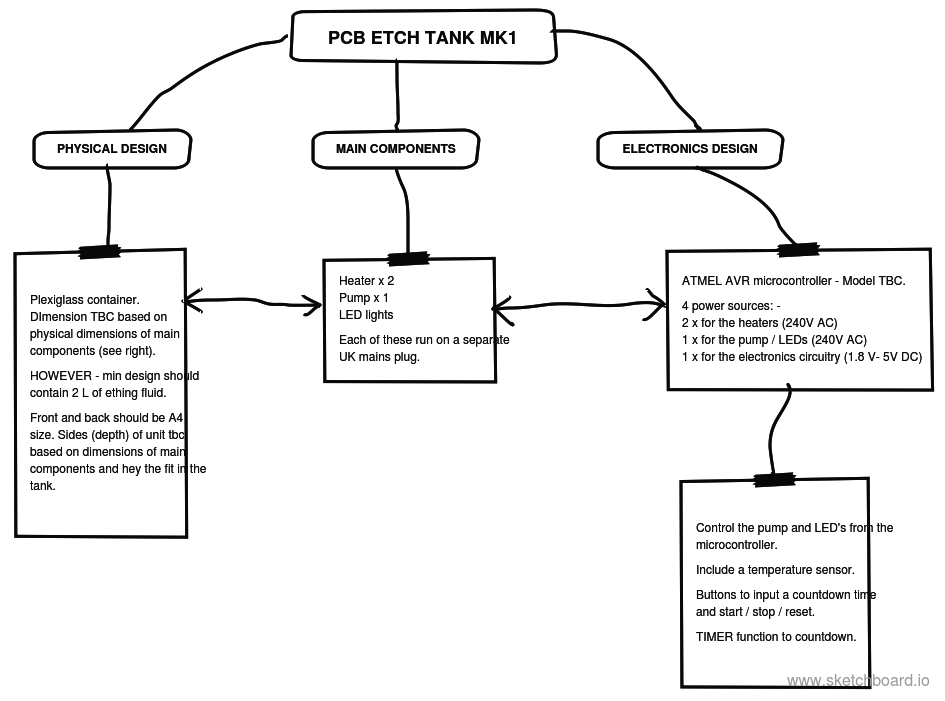 PCB ETCH TANK MK1
PHYSICAL DESIGN
MAIN COMPONENTS
ELECTRONICS DESIGN
Plexiglass container.
DImension TBC based on
physical dimensions of main
components (see right).
HOWEVER - min design should
contain 2 L of ething fluid.
Front and back should be A4
size. Sides (depth) of unit tbc
based on dimensions of main
components and hey the fit in the
tank.
Heater x 2
Pump x 1
LED lights
Each of these run on a separate
UK mains plug.
ATMEL AVR microcontroller - Model TBC.
4 power sources: -
2 x for the heaters (240V AC)
1 x for the pump / LEDs (240V AC)
1 x for the electronics circuitry (1.8 V- 5V DC)
Control the pump and LED's from the
microcontroller.
Include a temperature sensor.
Buttons to input a countdown time
and start / stop / reset.
TIMER function to countdown.
www.sketchboard.io